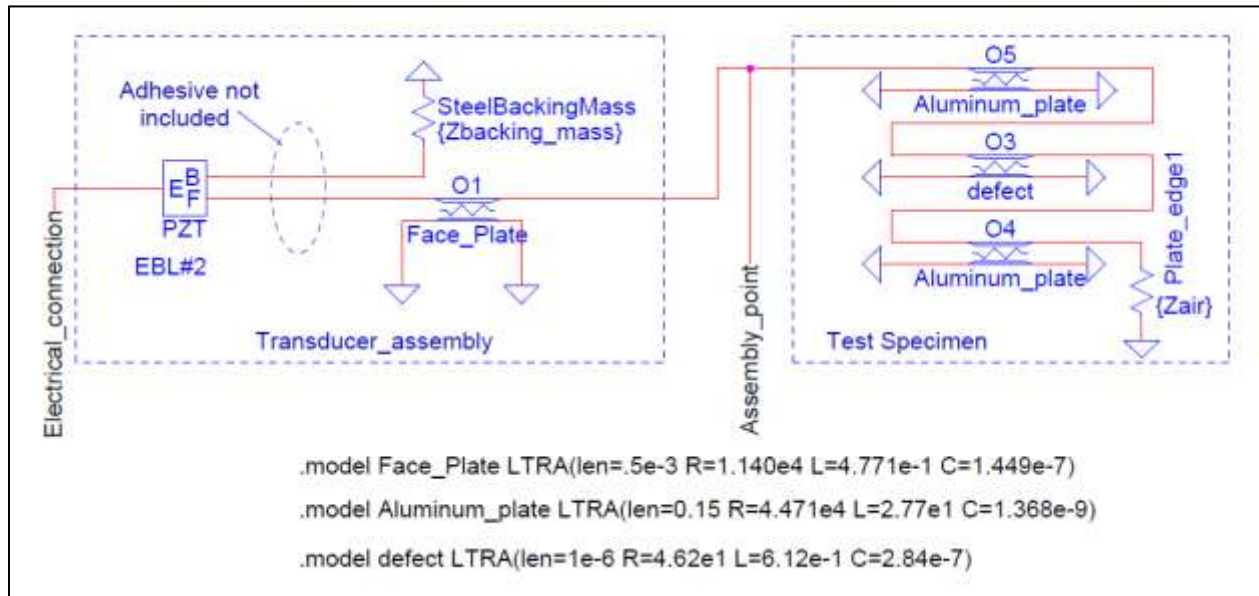 Adhesive not
included
SteelBackingMass
{Zbacking_mass}
E B
F
PZT
EBL#2
O1
Face_Plate
Transducer_assembly
Electrical_connection
Assembly_point
O5
Aluminum_plate
O3
defect
O4
Aluminum_plate
Plate_edge1
{Zair}
Test Specimen
.model Face_Plate LTRA(len=.5e-3 R=1.140e4 L=4.771e-1 C=1.449e-7)
.model Aluminum_plate LTRA(len=0.15 R=4.471e4 L=2.77e1 C=1.368e-9)
.model defect LTRA(len=1e-6 R=4.62e1 L=6.12e-1 C=2.84e-7)